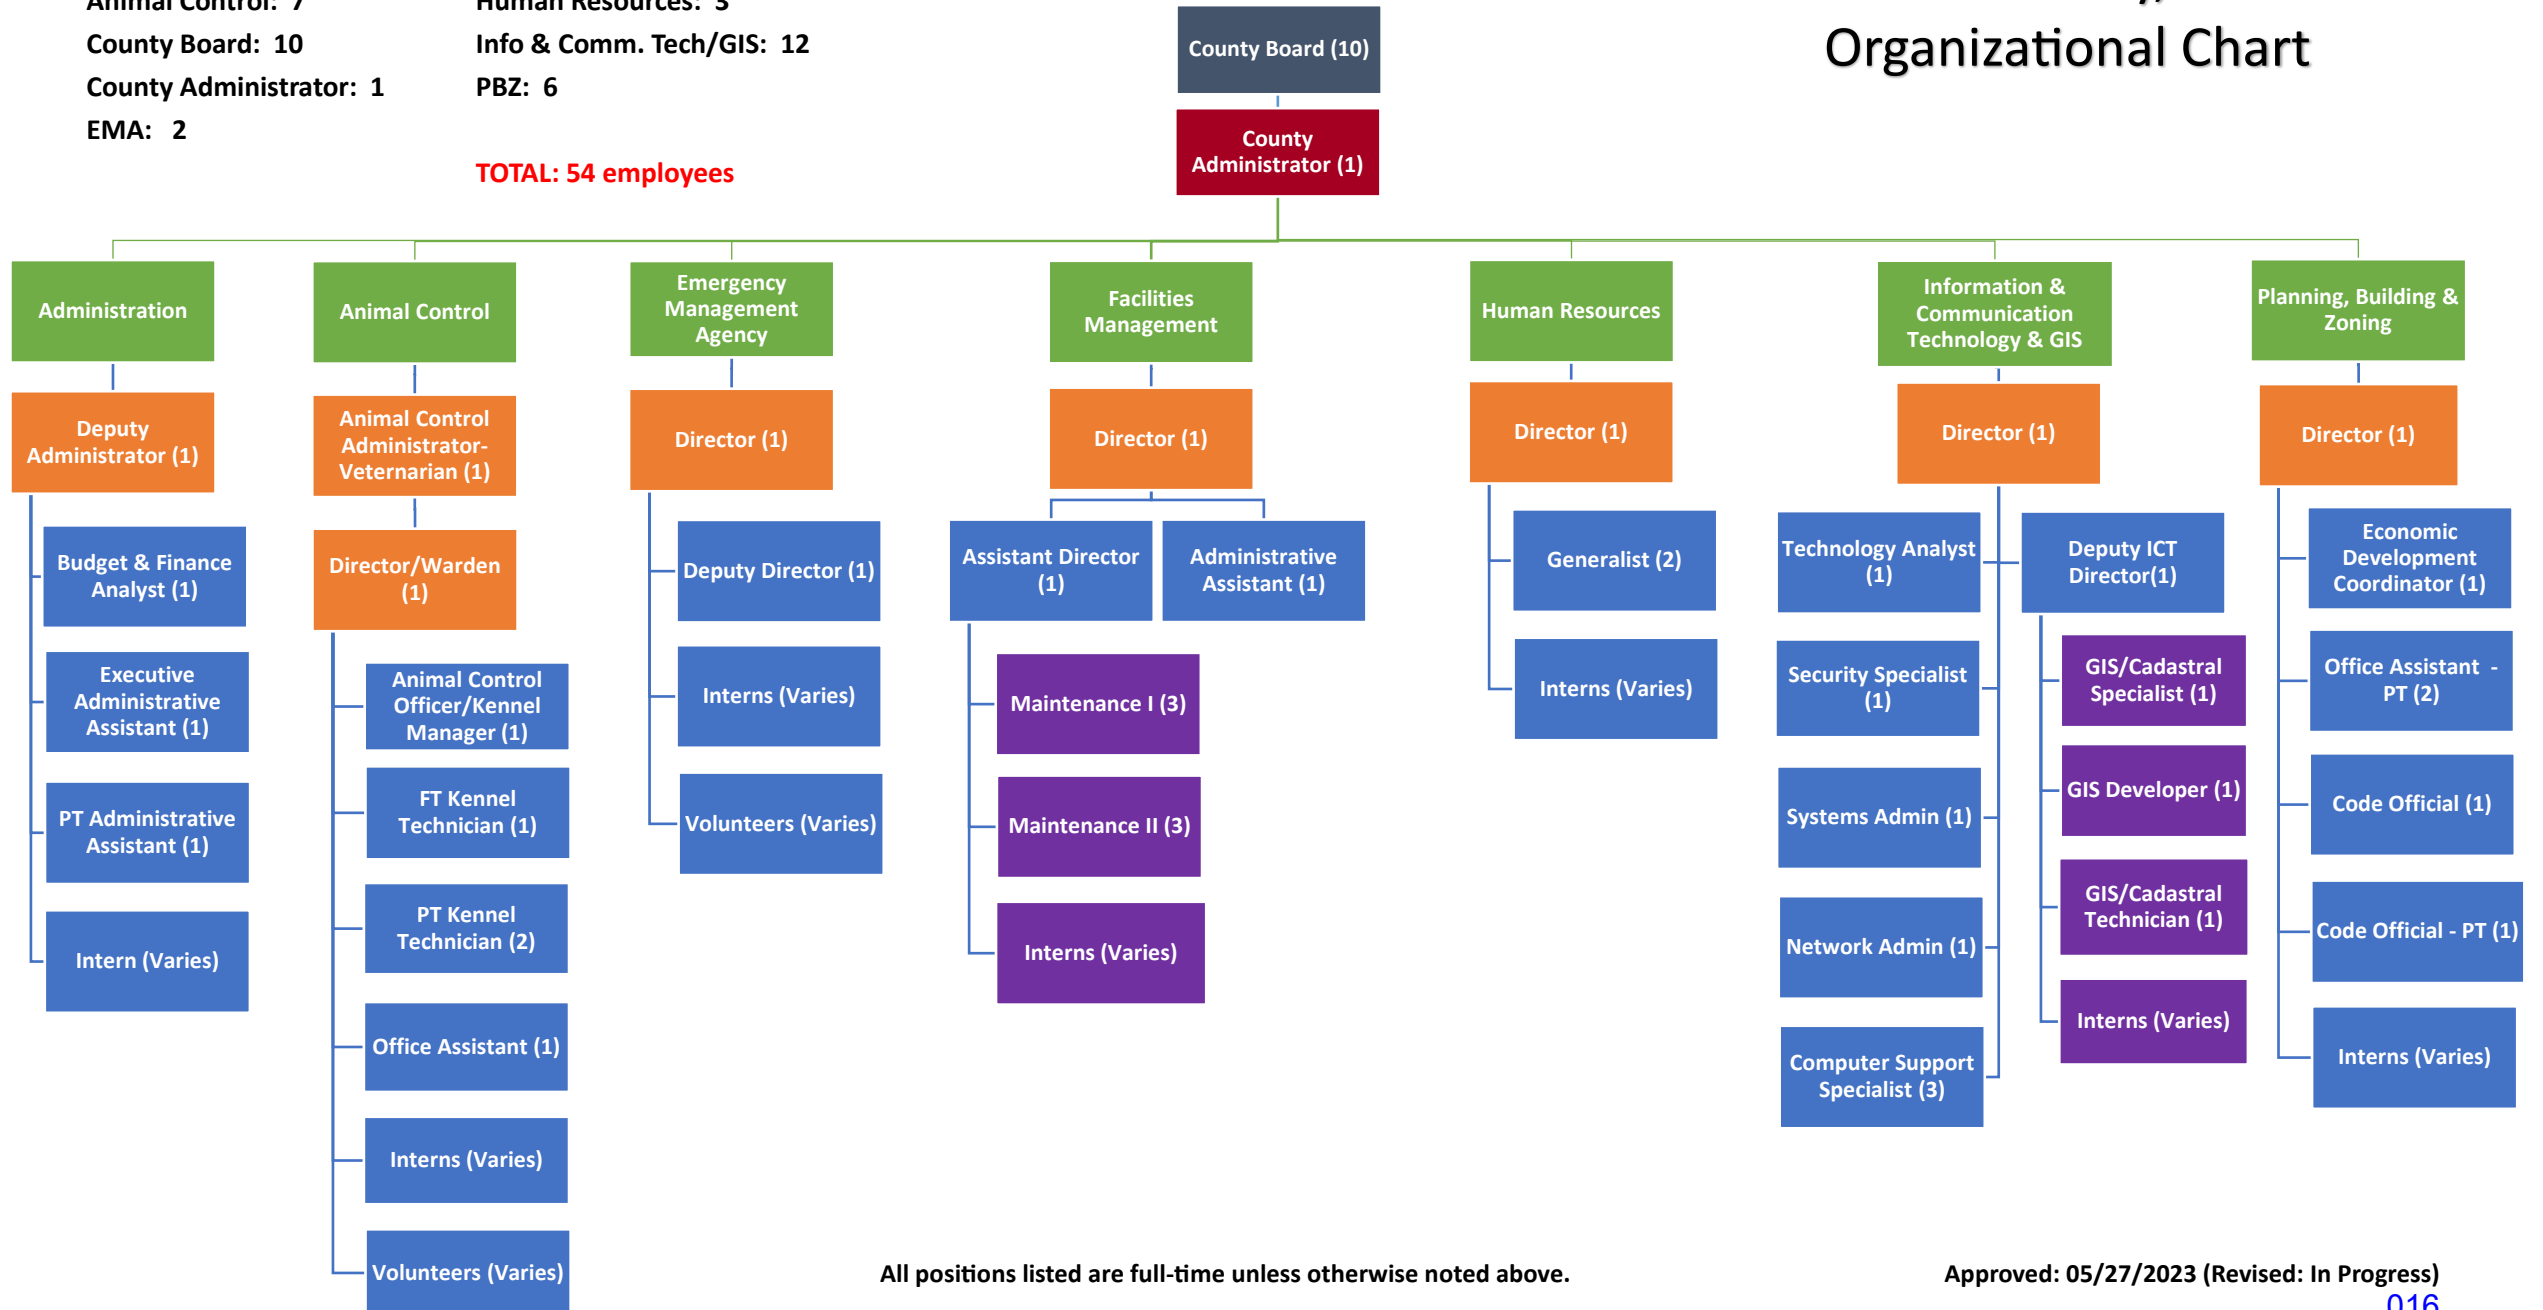 Animal Control: 7
Human Resources: 3
County Board: 10
Info & Comm. Tech/GIS: 12
County Administrator: 1
PBZ: 6
EMA: 2
TOTAL: 54 employees
Organizational Chart
County Board (10)
County
Administrator (1)
Administration
Deputy
Administrator (1)
Budget & Finance
Analyst (1)
Executive
Administrative
Assistant (1)
PT Administrative
Assistant (1)
Intern (Varies)
Animal Control
Animal Control
Administrator-
Veternarian (1)
Director/Warden
(1)
Animal Control
Officer/Kennel
Manager (1)
FT Kennel
Technician (1)
PT Kennel
Technician (2)
Office Assistant (1)
Interns (Varies)
Volunteers (Varies)
Emergency
Management
Agency
Director (1)
Deputy Director (1)
Interns (Varies)
Volunteers (Varies)
Facilities
Management
Director (1)
Assistant Director
(1)
Administrative
Assistant (1)
Maintenance I (3)
Maintenance II (3)
Interns (Varies)
Human Resources
Director (1)
Generalist (2)
Interns (Varies)
Information &
Communication
Technology & GIS
Director (1)
Technology Analyst
(1)
Security Specialist
(1)
Systems Admin (1)
Network Admin (1)
Computer Support
Specialist (3)
Deputy ICT
Director(1)
GIS/Cadastral
Specialist (1)
GIS Developer (1)
GIS/Cadastral
Technician (1)
Interns (Varies)
Planning, Building &
Zoning
Director (1)
Economic
Development
Coordinator (1)
Office Assistant -
PT (2)
Code Official (1)
Code Official - PT (1)
Interns (Varies)
All positions listed are full-time unless otherwise noted above.
Approved: 05/27/2023 (Revised: In Progress)
016